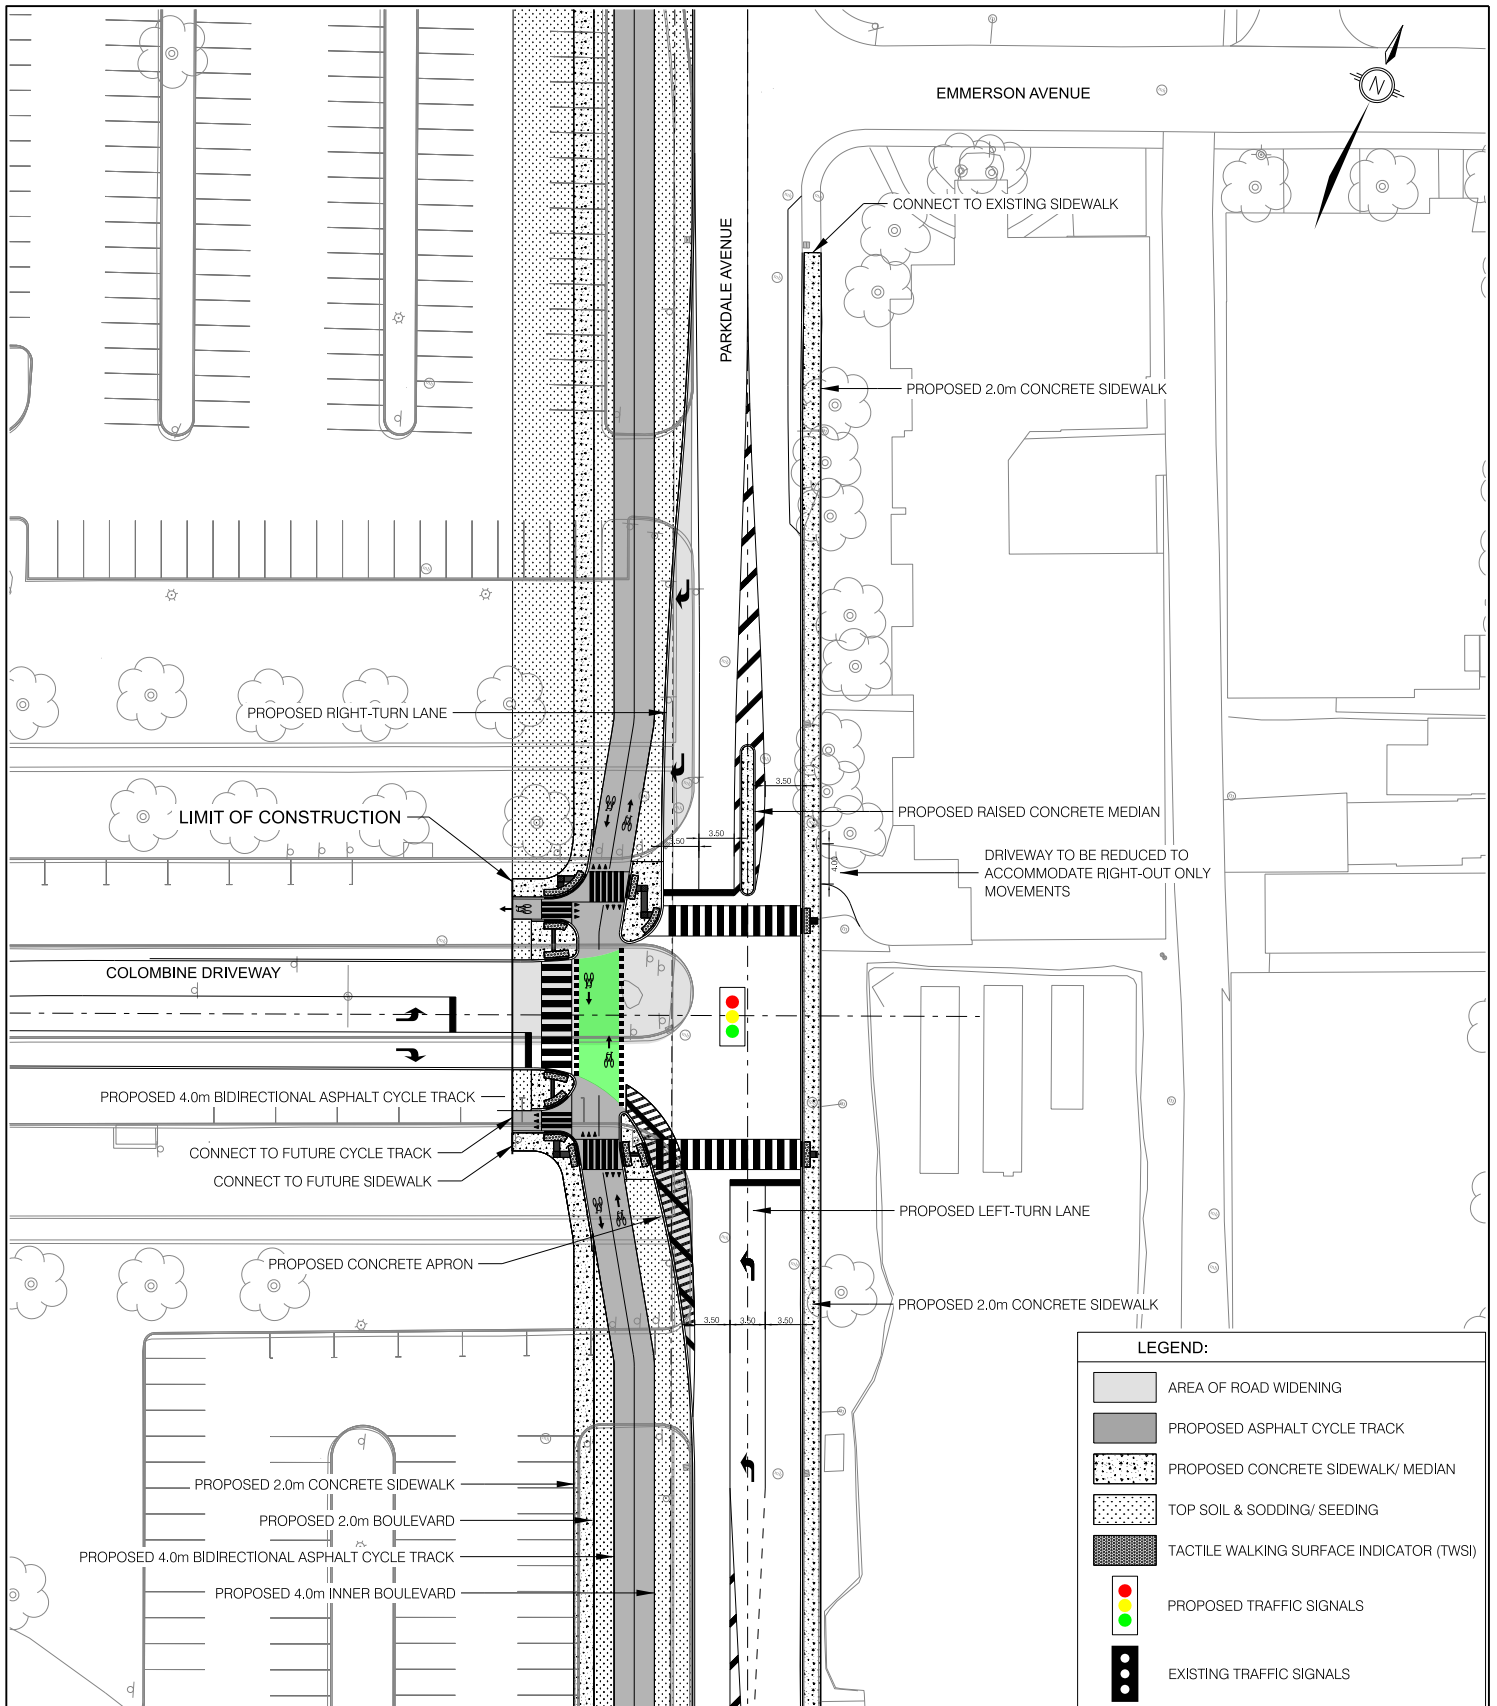 EMMERSON AVENUE
N
CONNECT TO EXISTING SIDEWALK
PARKDALE AVENUE
PROPOSED 2.0m CONCRETE SIDEWALK
PROPOSED RIGHT-TURN LANE
3.50
LIMIT OF CONSTRUCTION
PROPOSED RAISED CONCRETE MEDIAN
3.50
3.50
4.00
DRIVEWAY TO BE REDUCED TO
ACCOMMODATE RIGHT-OUT ONLY
MOVEMENTS
COLOMBINE DRIVEWAY
PROPOSED 4.0m BIDIRECTIONAL ASPHALT CYCLE TRACK
CONNECT TO FUTURE CYCLE TRACK
CONNECT TO FUTURE SIDEWALK
PROPOSED LEFT-TURN LANE
PROPOSED CONCRETE APRON
PROPOSED 2.0m CONCRETE SIDEWALK
3.50 3.50 3.50
LEGEND:
AREA OF ROAD WIDENING
PROPOSED ASPHALT CYCLE TRACK
PROPOSED CONCRETE SIDEWALK/ MEDIAN
TOP SOIL & SODDING/ SEEDING
TACTILE WALKING SURFACE INDICATOR (TWSI)
PROPOSED TRAFFIC SIGNALS
EXISTING TRAFFIC SIGNALS
PROPOSED 2.0m CONCRETE SIDEWALK
PROPOSED 2.0m BOULEVARD
PROPOSED 4.0m BIDIRECTIONAL ASPHALT CYCLE TRACK
PROPOSED 4.0m INNER BOULEVARD